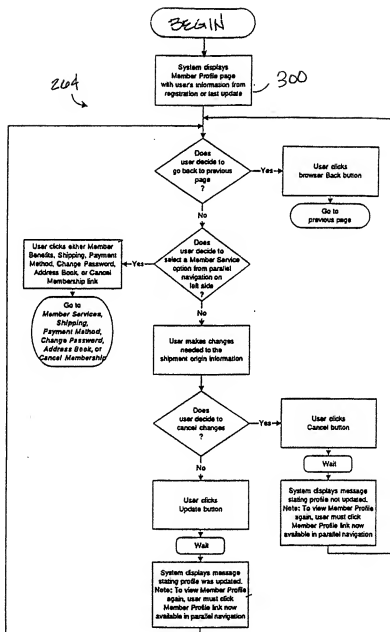 BEGIN
System displays
Member Profile page
with user's information from
registration or last update
300
264
Does
user decide to
go back to previous
page
?
Yes
User clicks
browser Back button
Go to
previous page
No
Does
user decide to
select a Member Service
option from parallel
navigation on
left side
?
Yes
User clicks either Member
Benefits, Shipping, Payment
Method, Change Password,
Address Book, or Cancel
Membership link
Go to
Member Services,
Shipping,
Payment Method,
Change Password,
Address Book, or
Cancel Membership
No
User makes changes
needed to the
shipment origin information
Does
user decide to
cancel changes
?
Yes
User clicks
Cancel button
Wait
System displays message
stating profile not updated.
Note: To view Member Profile
again, user must click
Member Profile link now
available in parallel navigation
No
User clicks
Update button
Wait
System displays message
stating profile was updated.
Note: To view Member Profile
again, user must click
Member Profile link now
available in parallel navigation